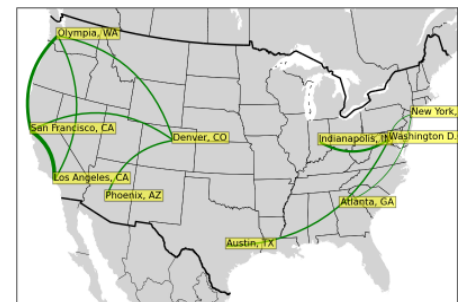 Olympia, WA
New York,
San Francisco, CA
Denver, CO
Indianapolis, I
Washington D.
Los Angeles, CA
Phoenix, AZ
Atlanta, GA
Austin, TX